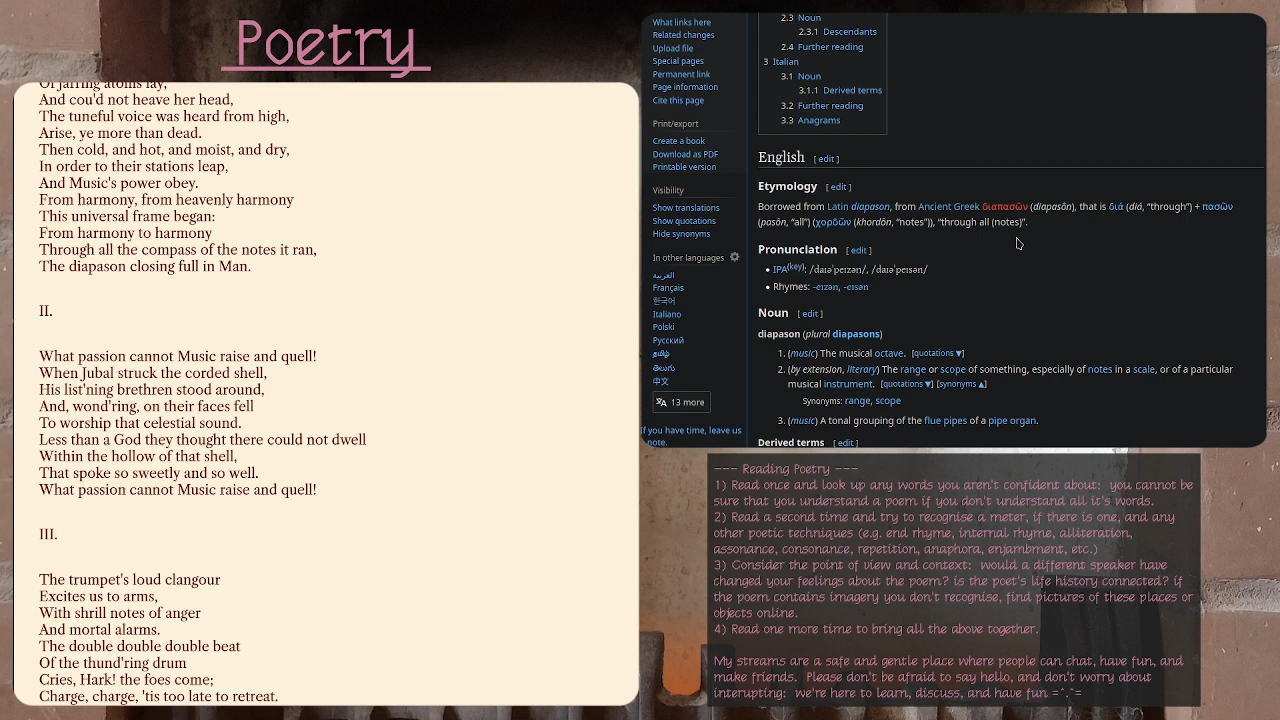 Poetry
Of jarring atoms lay,
And cou'd not heave her head,
The tuneful voice was heard from high,
Arise, ye more than dead.
Then cold, and hot, and moist, and dry,
In order to their stations leap,
And Music's power obey.
From harmony, from heavenly harmony
This universal frame began:
From harmony to harmony
Through all the compass of the notes it ran,
The diapason closing full in Man.
II.
What passion cannot Music raise and quell!
When Jubal struck the corded shell,
His list'ning brethren stood around,
And, wond'ring, on their faces fell
To worship that celestial sound.
Less than a God they thought there could not dwell
Within the hollow of that shell,
That spoke so sweetly and so well.
What passion cannot Music raise and quell!
III.
The trumpet's loud clangour
Excites us to arms,
With shrill notes of anger
And mortal alarms.
The double double double beat
Of the thund'ring drum
Cries, Hark! the foes come;
Charge, charge, 'tis too late to retreat.
What links here
Related changes
Upload file
Special pages
Permanent link
Page information
Cite this page
Print/export
Create a book
Download as PDF
Printable version
Visibility
Show translations
Show quotations
Hide synonyms
In other languages
العربية
Français
한국어
Italiano
Polski
Русский
தமிழ்
తెలుగు
中文
13 more
If you have time, leave us
note.
2.3 Noun
2.3.1 Descendants
2.4 Further reading
3 Italian
3.1 Noun
3.1.1 Derived terms
3.2 Further reading
3.3 Anagrams
English [ edit ]
Etymology [ edit ]
Borrowed from Latin diapason, from Ancient Greek διαπασῶν (diapasôn), that is διά (diá, “through”) + πασῶν
(pasôn, “all”) (χορδῶν (khordôn, “notes”)), “through all (notes)”.
Pronunciation [ edit ]
• IPA(key): /daɪəˈpeɪzən/, /daɪəˈpeɪsən/
• Rhymes: -eɪzən, -eɪsən
Noun [ edit ]
diapason (plural diapasons)
1. (music) The musical octave. [quotations ▼]
2. (by extension, literary) The range or scope of something, especially of notes in a scale, or of a particular
musical instrument. [quotations ▼] [synonyms ▲]
Synonyms: range, scope
3. (music) A tonal grouping of the flue pipes of a pipe organ.
Derived terms [ edit ]
--- Reading Poetry ---
1) Read once and look up any words you aren't confident about: you cannot be
sure that you understand a poem if you don't understand all it's words.
2) Read a second time and try to recognise a meter, if there is one, and any
other poetic techniques (e.g. end rhyme, internal rhyme, alliteration,
assonance, consonance, repetition, anaphora, enjambment, etc.)
3) Consider the point of view and context: would a different speaker have
changed your feelings about the poem? is the poet's life history connected? if
the poem contains imagery you don't recognise, find pictures of these places or
objects online.
4) Read one more time to bring all the above together.
My streams are a safe and gentle place where people can chat, have fun, and
make friends. Please don't be afraid to say hello, and don't worry about
interupting: we're here to learn, discuss, and have fun =^.^=